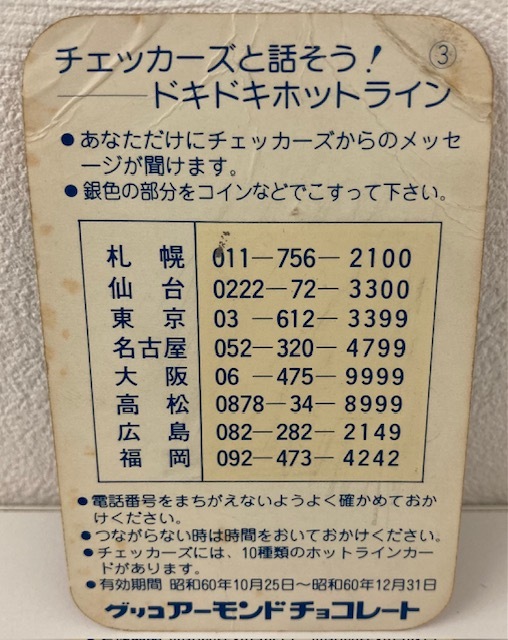 チェッカーズと話そう! ③
——ドキドキホットライン
●あなただけにチェッカーズからのメッセ
ージが聞けます。
●銀色の部分をコインなどでこすって下さい。
札幌 011—756—2100
仙台 0222—72—3300
東京 03—612—3399
名古屋 052—320—4799
大阪 06—475—9999
高松 0878—34—8999
広島 082—282—2149
福岡 092—473—4242
●電話番号をまちがえないようよく確かめておか
けください。
●つながらない時は時間をおいておかけください。
●チェッカーズには、10種類のホットラインカー
ドがあります。
●有効期間 昭和60年10月25日〜昭和60年12月31日
グリコアーモンドチョコレート